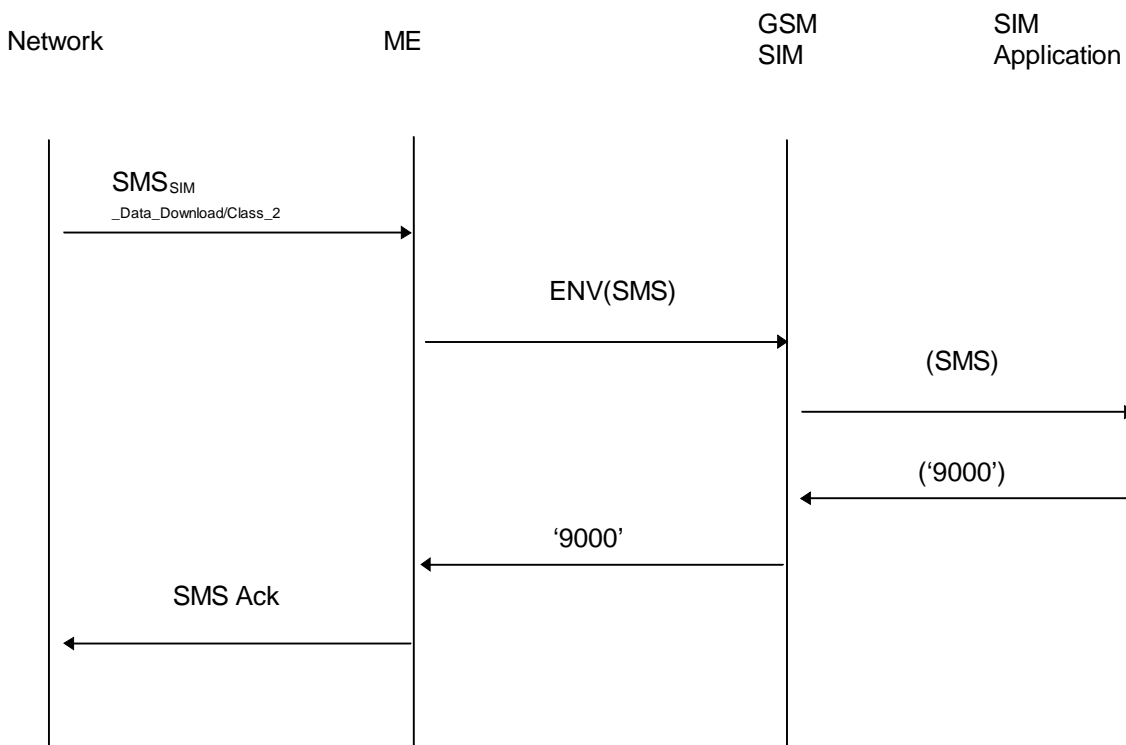 Network
ME
GSM
SIM
SIM
Application
SMSSIM
_Data_Download/Class_2
ENV(SMS)
(SMS)
(‘9000’)
‘9000’
SMS Ack